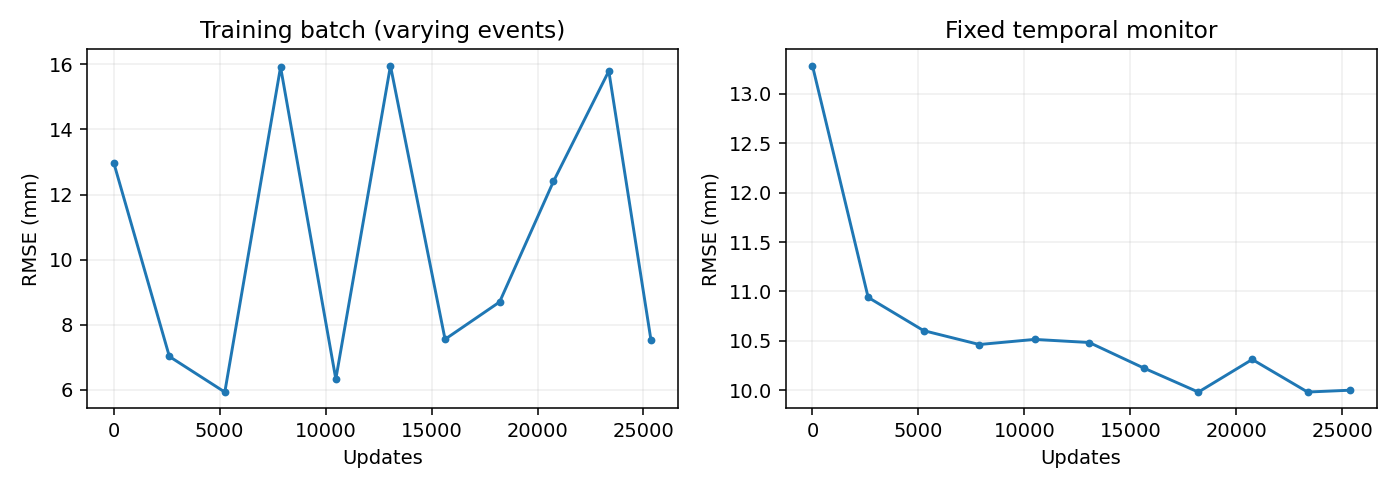 Training batch (varying events)
RMSE (mm)
16
14
12
10
8
6
0 5000 10000 15000 20000 25000
Updates
Fixed temporal monitor
RMSE (mm)
13.0
12.5
12.0
11.5
11.0
10.5
10.0
0 5000 10000 15000 20000 25000
Updates